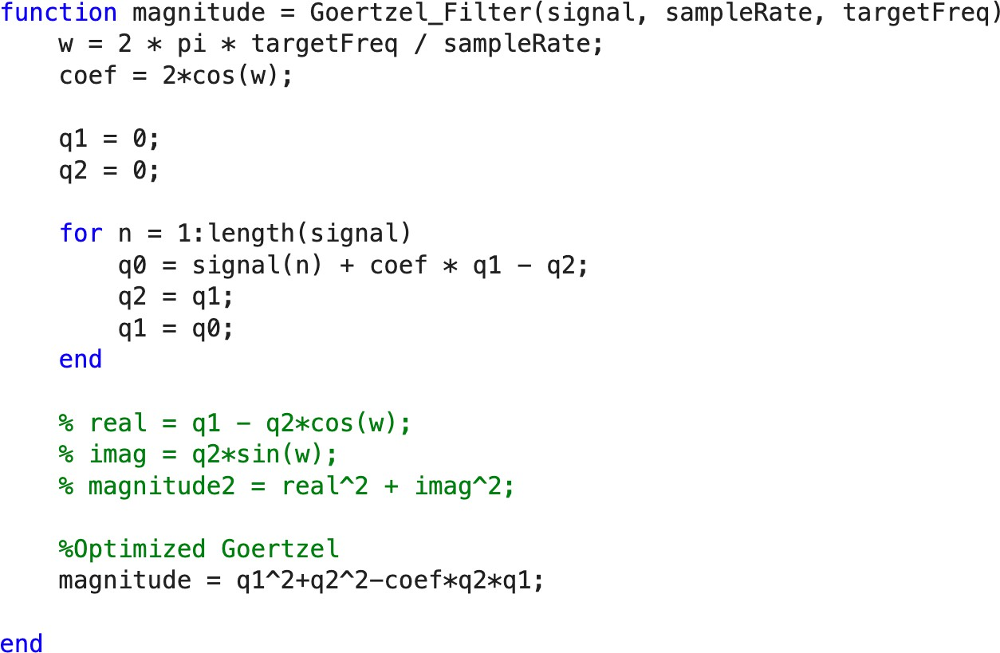 function magnitude = Goertzel_Filter(signal, sampleRate, targetFreq)
    w = 2 * pi * targetFreq / sampleRate;
    coef = 2*cos(w);

    q1 = 0;
    q2 = 0;

    for n = 1:length(signal)
        q0 = signal(n) + coef * q1 - q2;
        q2 = q1;
        q1 = q0;
    end

    % real = q1 - q2*cos(w);
    % imag = q2*sin(w);
    % magnitude2 = real^2 + imag^2;

    %Optimized Goertzel
    magnitude = q1^2+q2^2-coef*q2*q1;

end